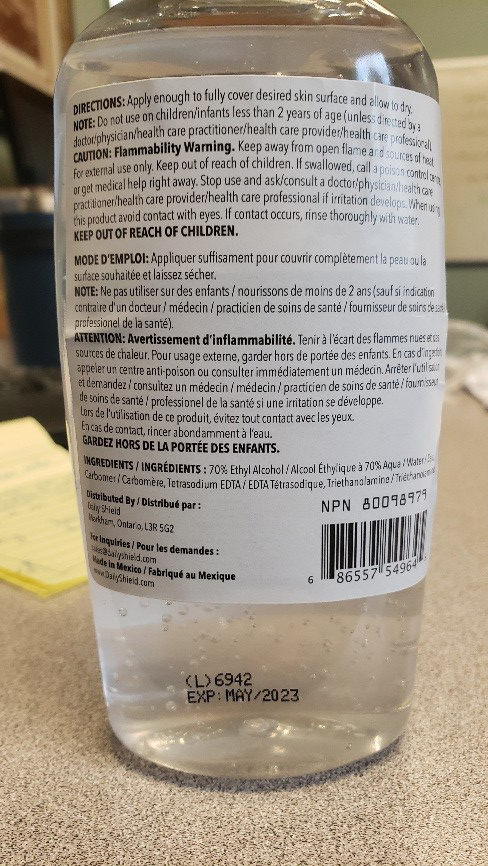 DIRECTIONS: Apply enough to fully cover desired skin surface and allow to dry.
NOTE: Do not use on children/infants less than 2 years of age (unless directed by a
doctor/physician/health care practitioner/health care provider/health care professional).
CAUTION: Flammability Warning. Keep away from open flame and sources of heat.
For external use only. Keep out of reach of children. If swallowed, call a poison control
or get medical help right away. Stop use and ask/consult a doctor/physician/health care
practitioner/health care provider/health care professional if irritation develops. When using
this product avoid contact with eyes. If contact occurs, rinse thoroughly with water.
KEEP OUT OF REACH OF CHILDREN.
MODE D'EMPLOI: Appliquer suffisament pour couvrir complètement la peau ou la
surface souhaitée et laissez sécher.
NOTE: Ne pas utiliser sur des enfants / nourissons de moins de 2 ans (sauf si indication
contraire d'un docteur / médecin / practicien de soins de santé / fournisseur de soins de
professionel de la santé).
ATTENTION: Avertissement d'inflammabilité. Tenir à l'écart des flammes nues et
sources de chaleur. Pour usage externe, garder hors de portée des enfants. En cas
appeler un centre anti-poison ou consulter immédiatement un médecin. Arrêter
et demandez / consultez un médecin / médecin / practicien de soins de santé / fournisseur
de soins de santé / professionel de la santé si une irritation se développe.
Lors de l'utilisation de ce produit, évitez tout contact avec les yeux.
En cas de contact, rincer abondamment à l'eau.
GARDEZ HORS DE LA PORTÉE DES ENFANTS.
INGREDIENTS / INGRÉDIENTS : 70% Ethyl Alcohol / Alcool Éthylique à 70% Aqua / Water
Carbomer / Carbomère, Tetrasodium EDTA / EDTA Tétrasodique, Triethanolamine /
Distributed By / Distribué par :
Daily Shield
Markham, Ontario, L3R 5G2
For Inquiries / Pour les demandes :
sales@dailyshield.com
Made in Mexico / Fabriqué au Mexique
www.DailyShield.com
NPN 80098979
6 86557 54964
(L) 6942
EXP: MAY/2023